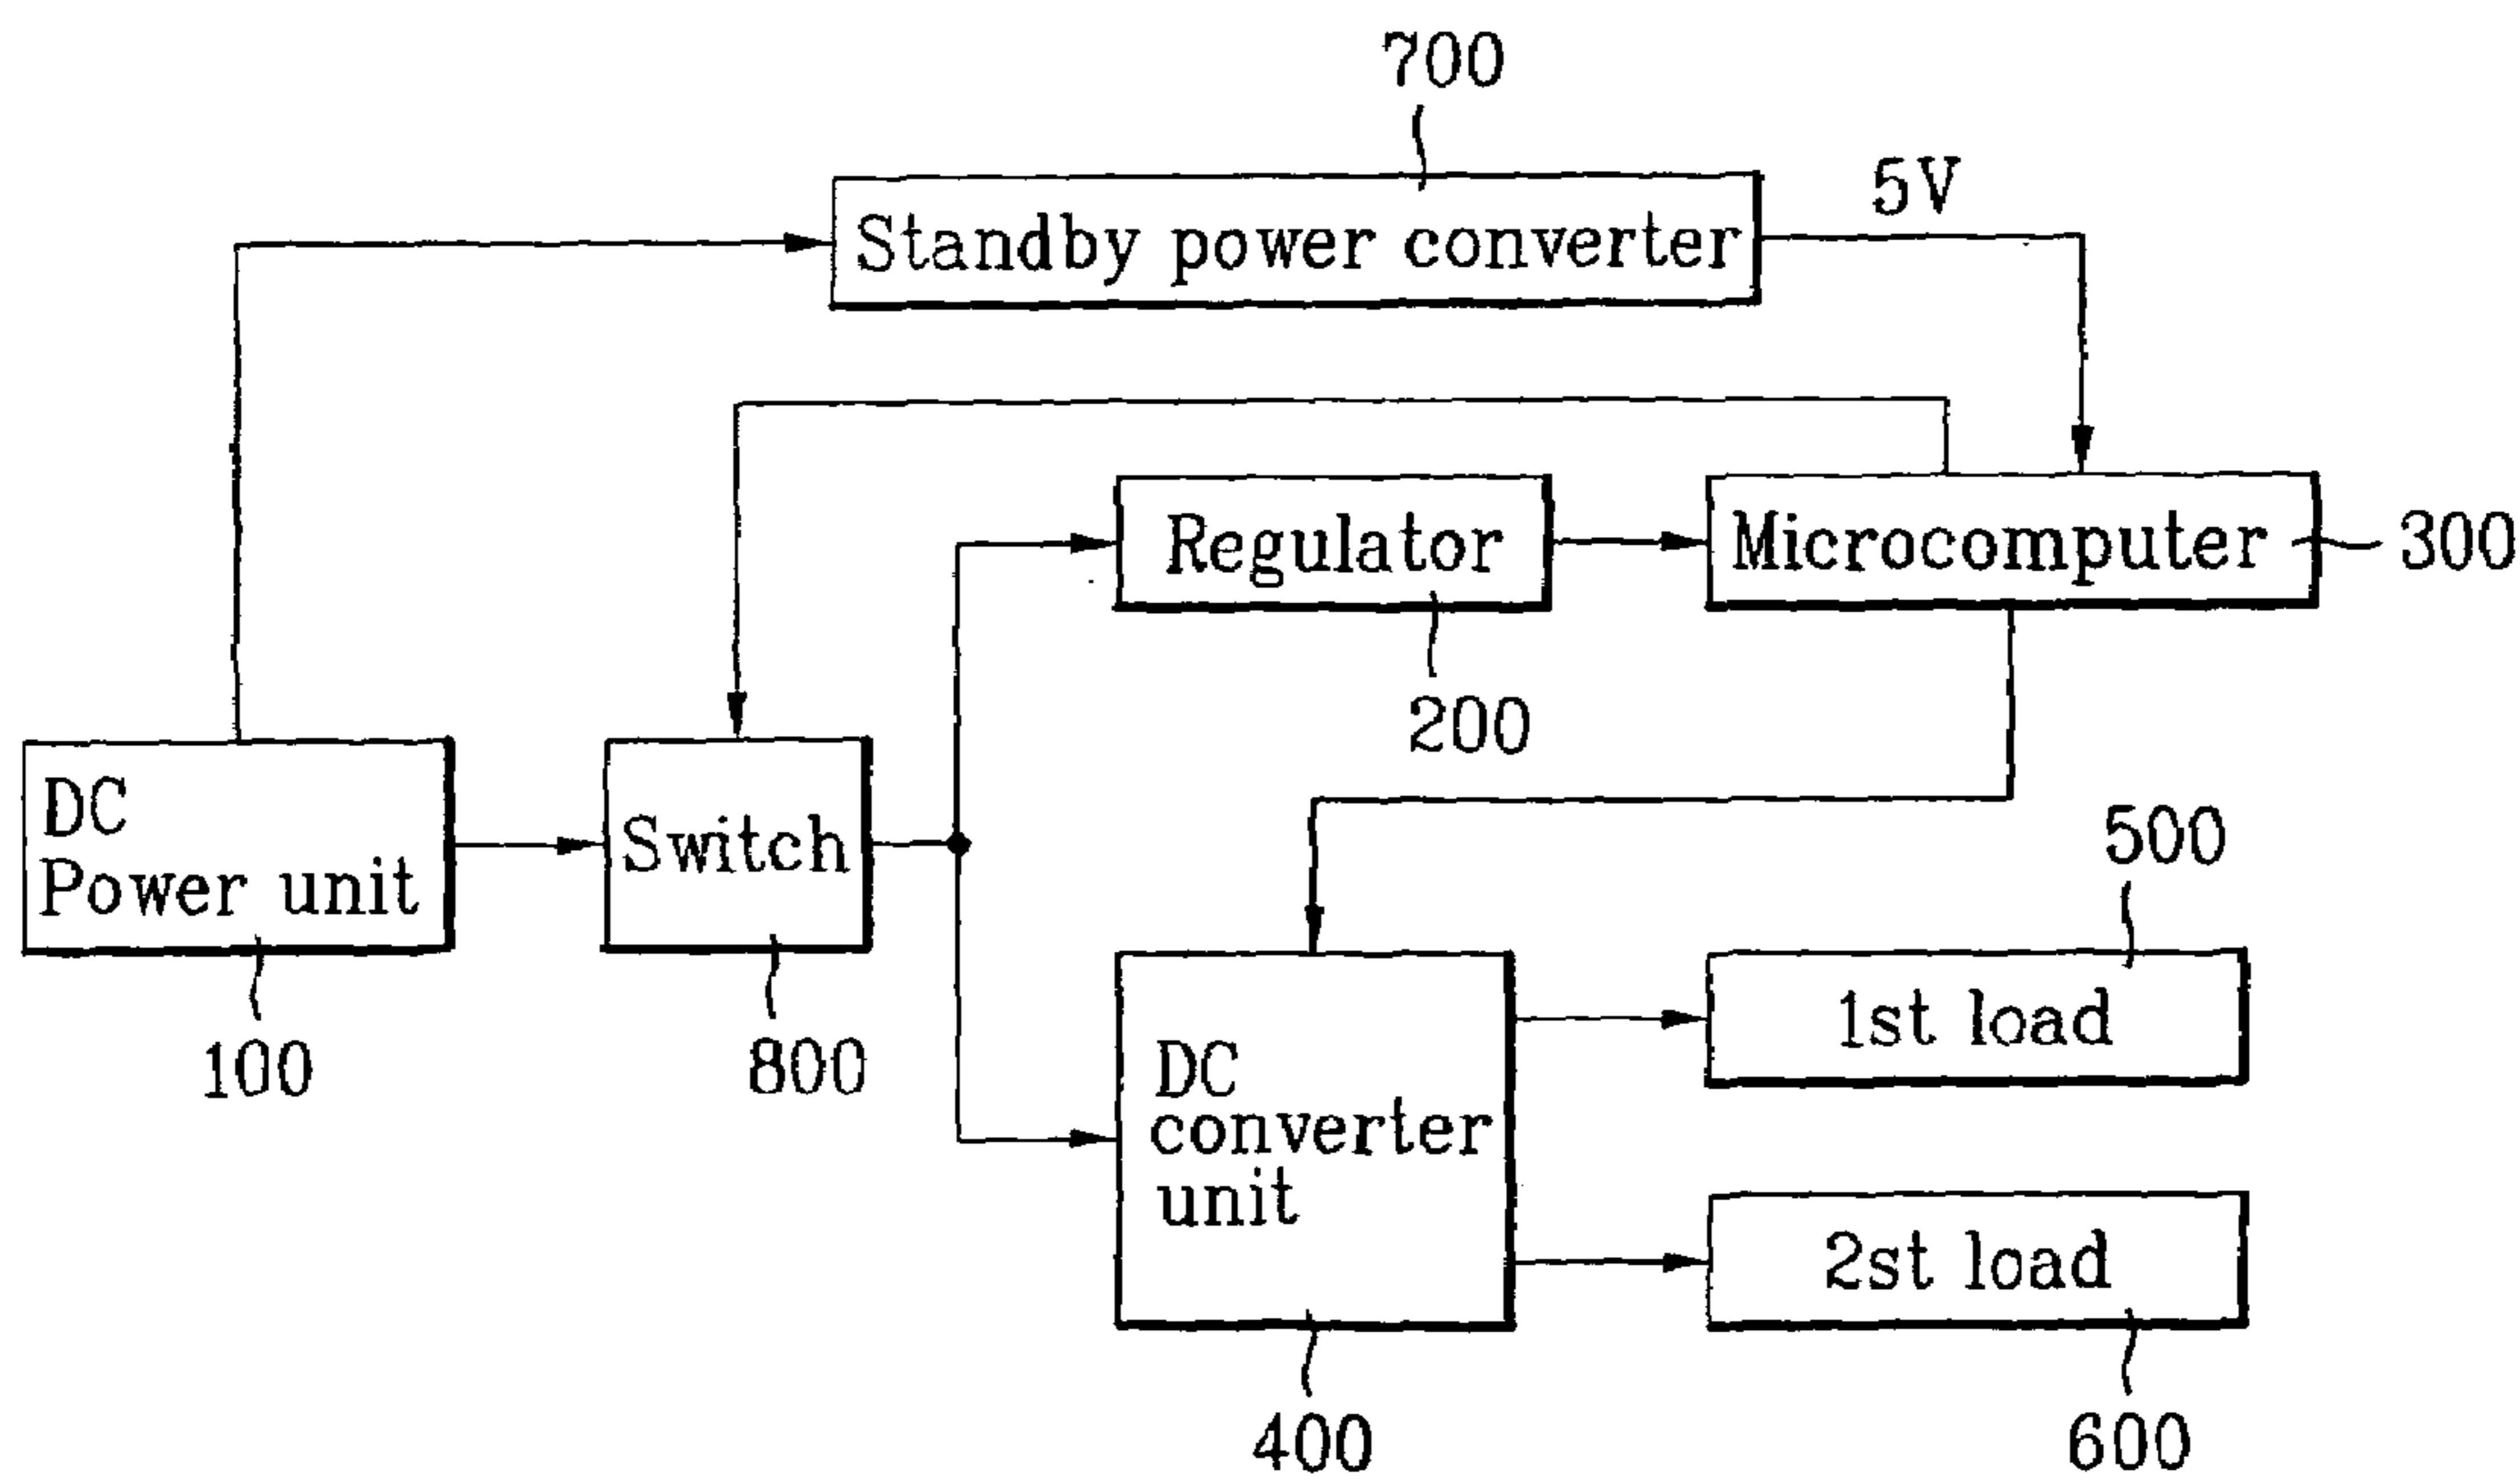 700
5V
Standby power converter
Regulator
Microcomputer
300
200
DC
Power unit
Switch
500
100
800
1st load
DC
converter
unit
2st load
400
600